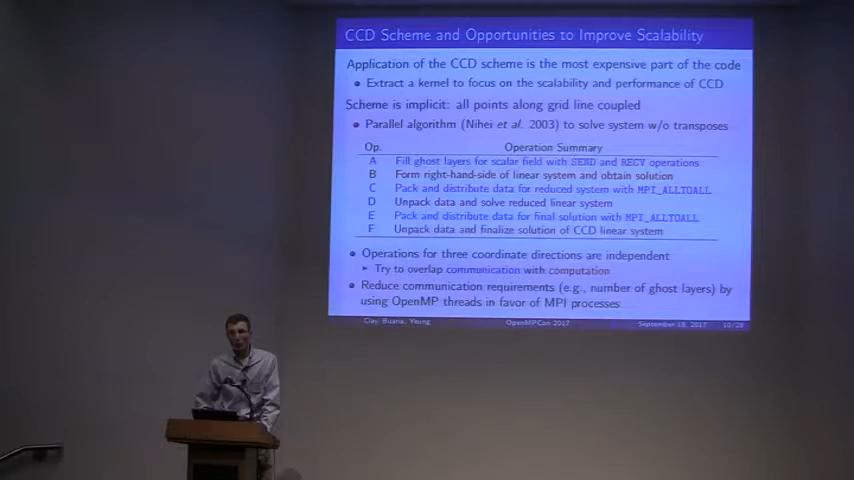 CCD Scheme and Opportunities to Improve Scalability
Application of the CCD scheme is the most expensive part of the code
Extract a kernel to focus on the scalability and performance of CCD
Scheme is implicit: all points along grid line coupled
Parallel algorithm (Nihei et al. 2003) to solve system w/o transposes
Op. Operation Summary
A Fill ghost layers for scalar field with SEND and RECV operations
B Form right-hand-side of linear system and obtain solution
C Pack and distribute data for reduced system with MPI_ALLTOALL
D Unpack data and solve reduced linear system
E Pack and distribute data for final solution with MPI_ALLTOALL
F Unpack data and finalize solution of CCD linear system
Operations for three coordinate directions are independent
Try to overlap communication with computation
Reduce communication requirements (e.g., number of ghost layers) by
using OpenMP threads in favor of MPI processes
Clay, Buaria, Yeung OpenMPCon 2017 September 18, 2017 10/28